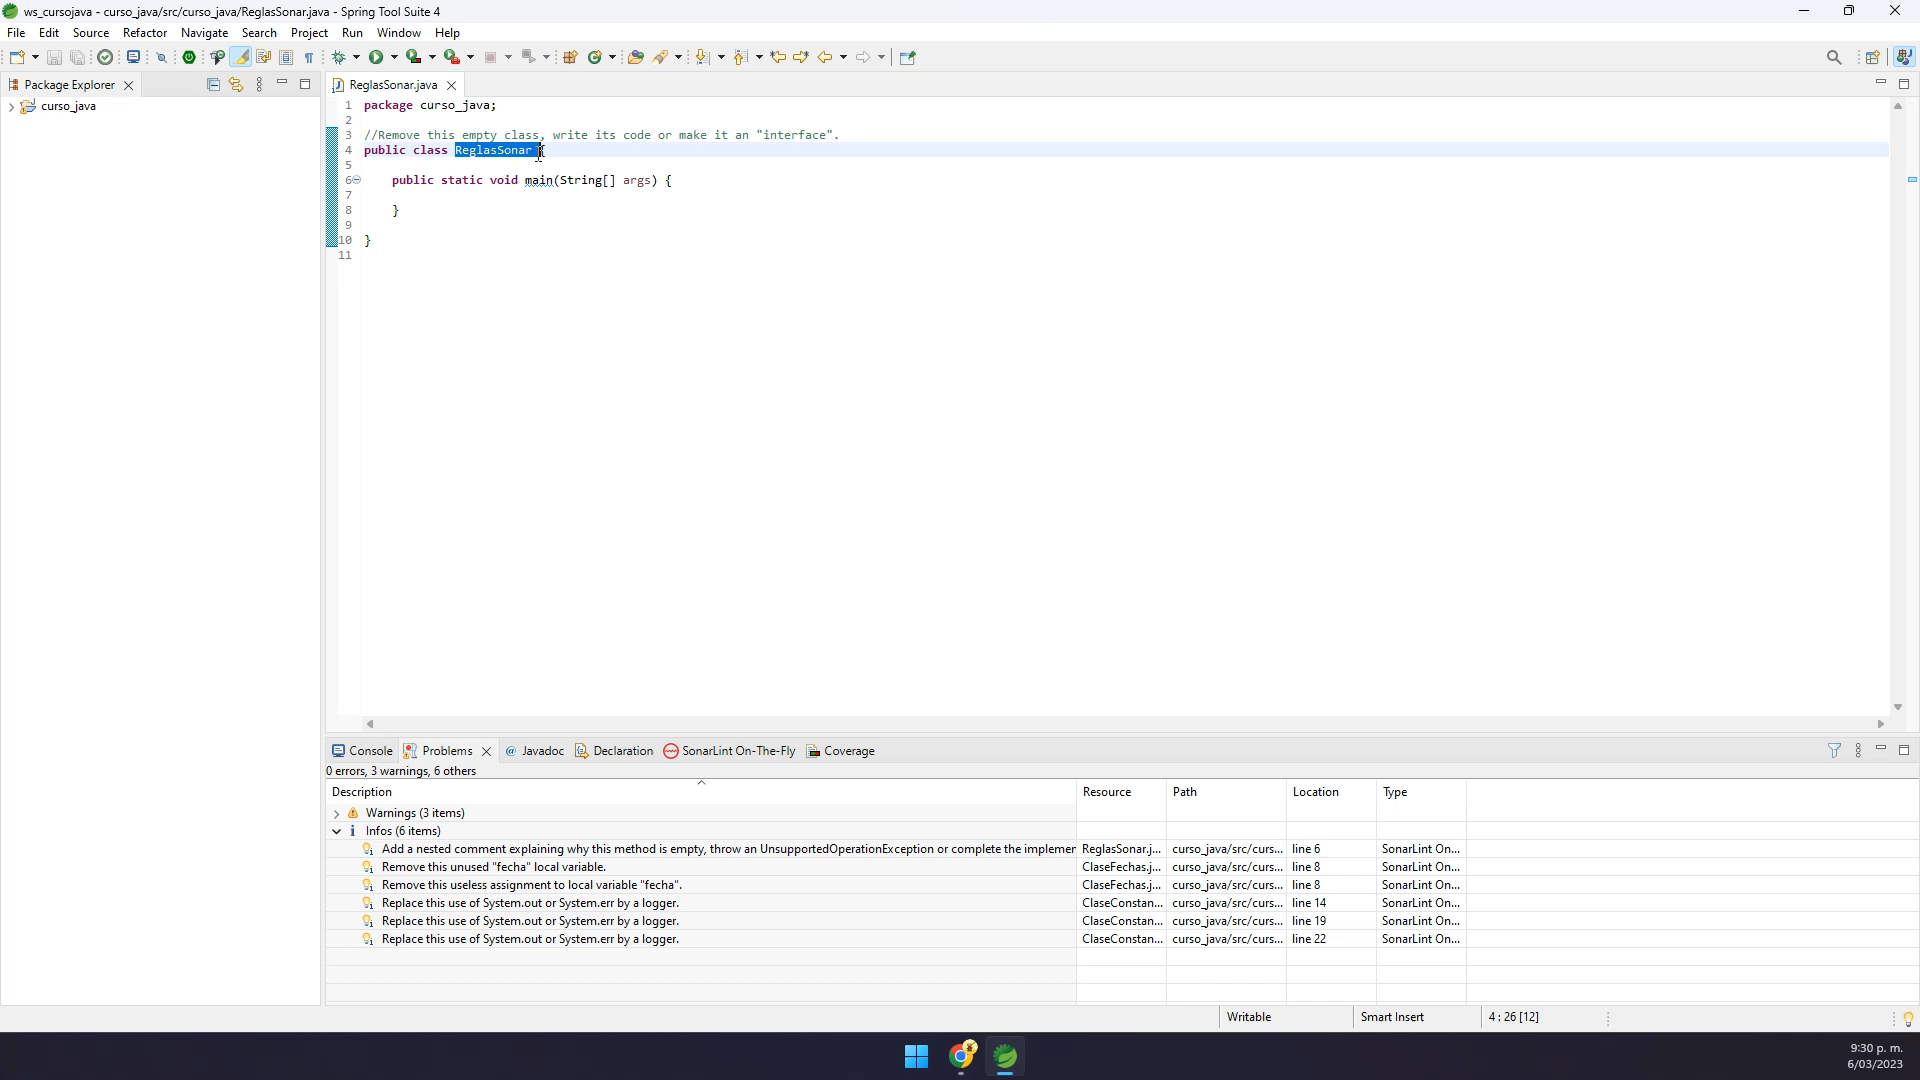 ws_cursojava - curso_java/src/curso_java/ReglasSonar.java - Spring Tool Suite 4
File Edit Source Refactor Navigate Search Project Run Window Help
Package Explorer
curso_java
ReglasSonar.java
1 package curso_java;
2
3 //Remove this empty class, write its code or make it an "interface".
4 public class ReglasSonar {
5
6 public static void main(String[] args) {
7
8 }
9
10 }
11
Console Problems @ Javadoc Declaration SonarLint On-The-Fly Coverage
0 errors, 3 warnings, 6 others
Description Resource Path Location Type
Warnings (3 items)
Infos (6 items)
Add a nested comment explaining why this method is empty, throw an UnsupportedOperationException or complete the implemen ReglasSonar.j... curso_java/src/curs... line 6 SonarLint On...
Remove this unused "fecha" local variable. ClaseFechas.j... curso_java/src/curs... line 8 SonarLint On...
Remove this useless assignment to local variable "fecha". ClaseFechas.j... curso_java/src/curs... line 8 SonarLint On...
Replace this use of System.out or System.err by a logger. ClaseConstan... curso_java/src/curs... line 14 SonarLint On...
Replace this use of System.out or System.err by a logger. ClaseConstan... curso_java/src/curs... line 19 SonarLint On...
Replace this use of System.out or System.err by a logger. ClaseConstan... curso_java/src/curs... line 22 SonarLint On...
Writable Smart Insert 4 : 26 [12]
9:30 p. m.
6/03/2023